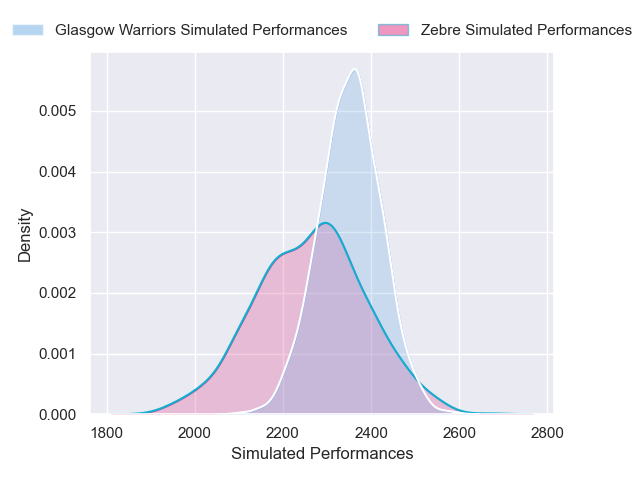 Glasgow Warriors Simulated Performances Zebre Simulated Performances
0.005
0.004
0.003
0.002
0.001
0.000
Density
1800 2000 2200 2400 2600 2800
Simulated Performances